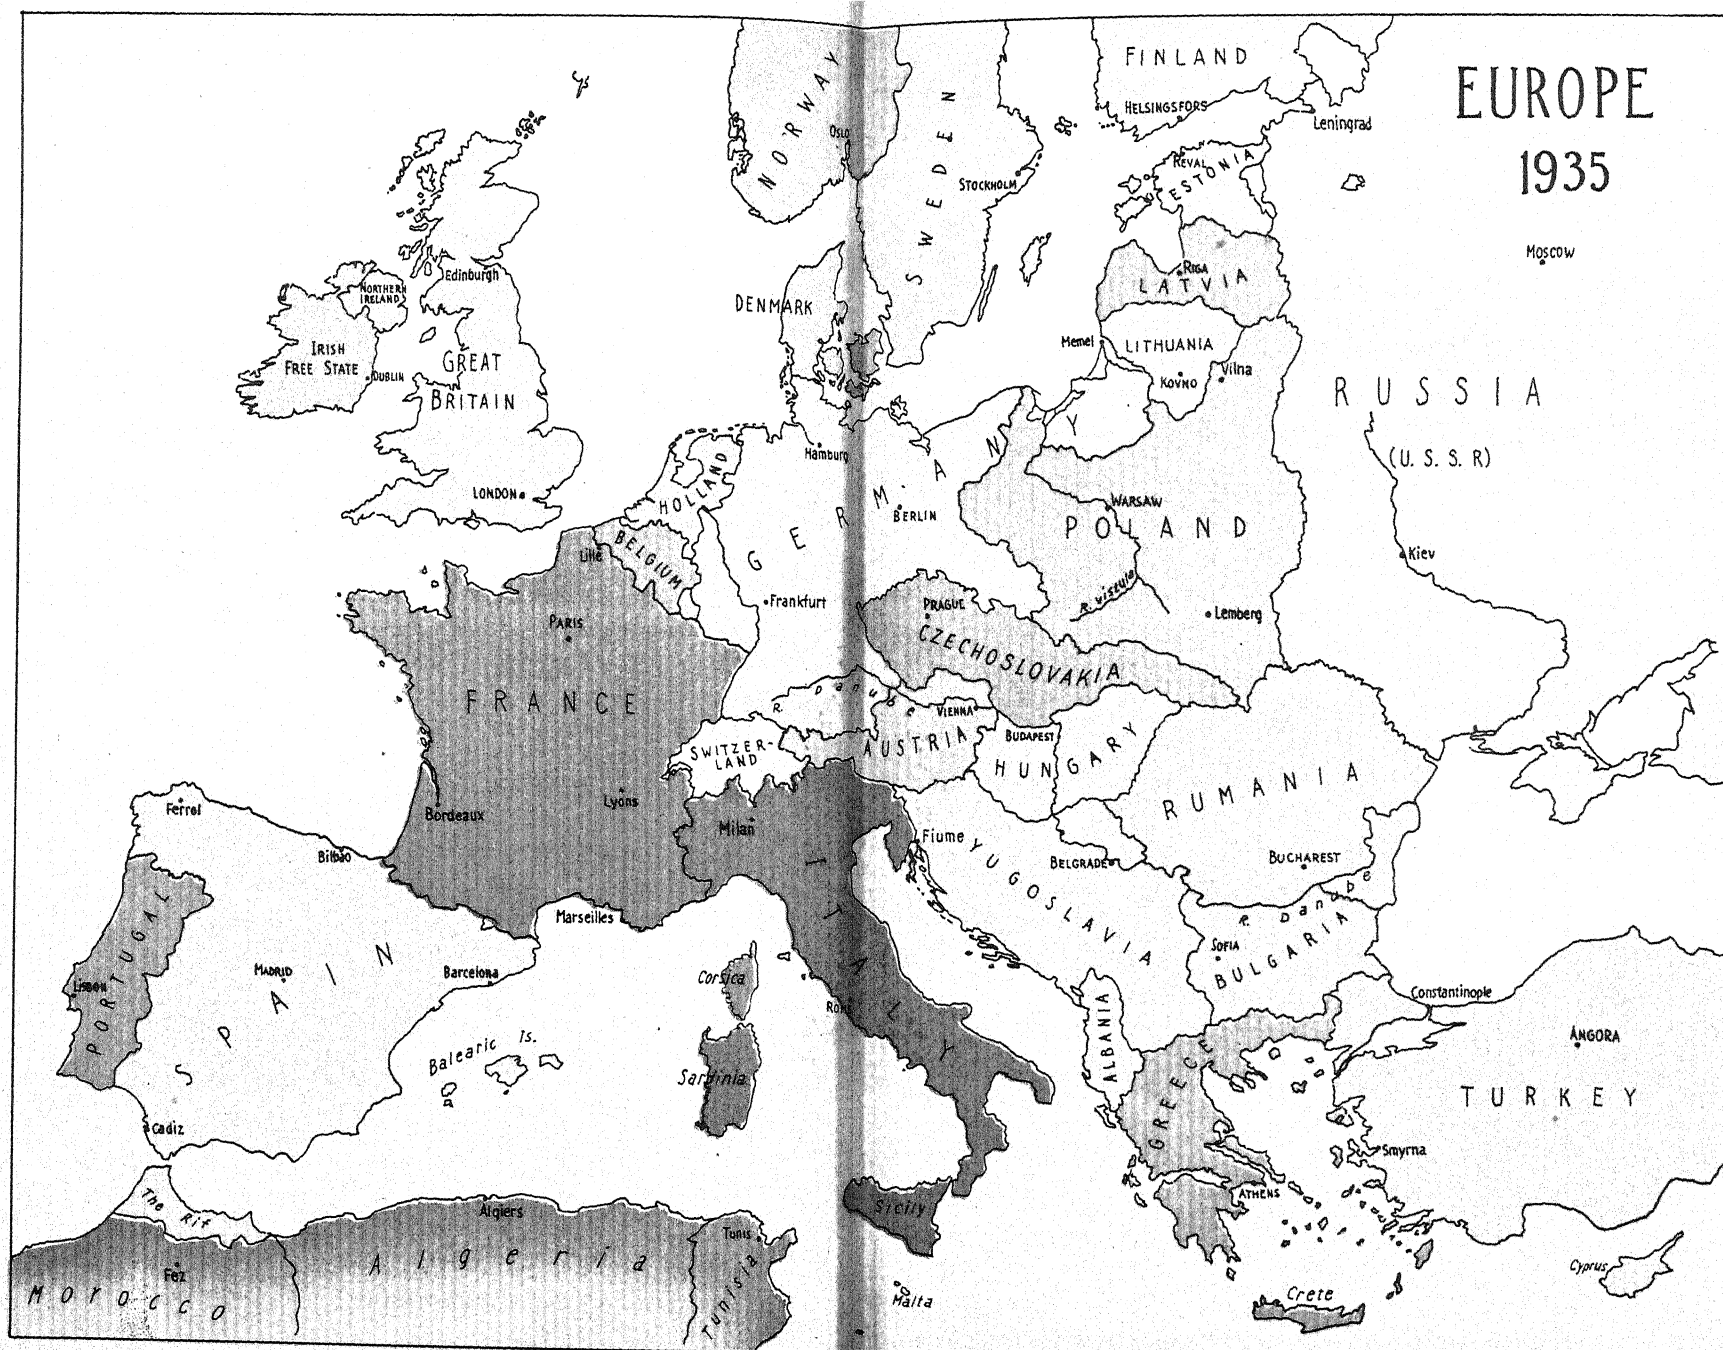 EUROPE
1935
NORWAY
Oslo
SWEDEN
STOCKHOLM
FINLAND
HELSINGSFORS
Leningrad
REVAL
ESTONIA
Moscow
RIGA
LATVIA
Memel
LITHUANIA
KOVNO
Vilna
RUSSIA
(U.S.S.R)
Edinburgh
NORTHERN
IRELAND
IRISH
FREE STATE
DUBLIN
GREAT
BRITAIN
LONDON
DENMARK
Hamburg
HOLLAND
BELGIUM
Lille
GERMANY
BERLIN
Frankfurt
WARSAW
POLAND
R. Vistula
Lemberg
Kiev
PRAGUE
CZECHOSLOVAKIA
PARIS
FRANCE
R. Danube
VIENNA
AUSTRIA
SWITZER-
LAND
BUDAPEST
HUNGARY
RUMANIA
Lyons
Bordeaux
Milan
Ferrol
Bilbao
Fiume
YUGOSLAVIA
BELGRADE
BUCHAREST
R. Danube
SOFIA
BULGARIA
Marseilles
PORTUGAL
Lisbon
MADRID
SPAIN
Barcelona
Balearic Is.
Corsica
Sardinia
ITALY
Rome
ALBANIA
Constantinople
ANGORA
TURKEY
GREECE
Smyrna
ATHENS
Cadiz
The Rif
Algiers
Tunis
Sicily
Fez
Morocco
Algeria
Tunisia
Malta
Crete
Cyprus